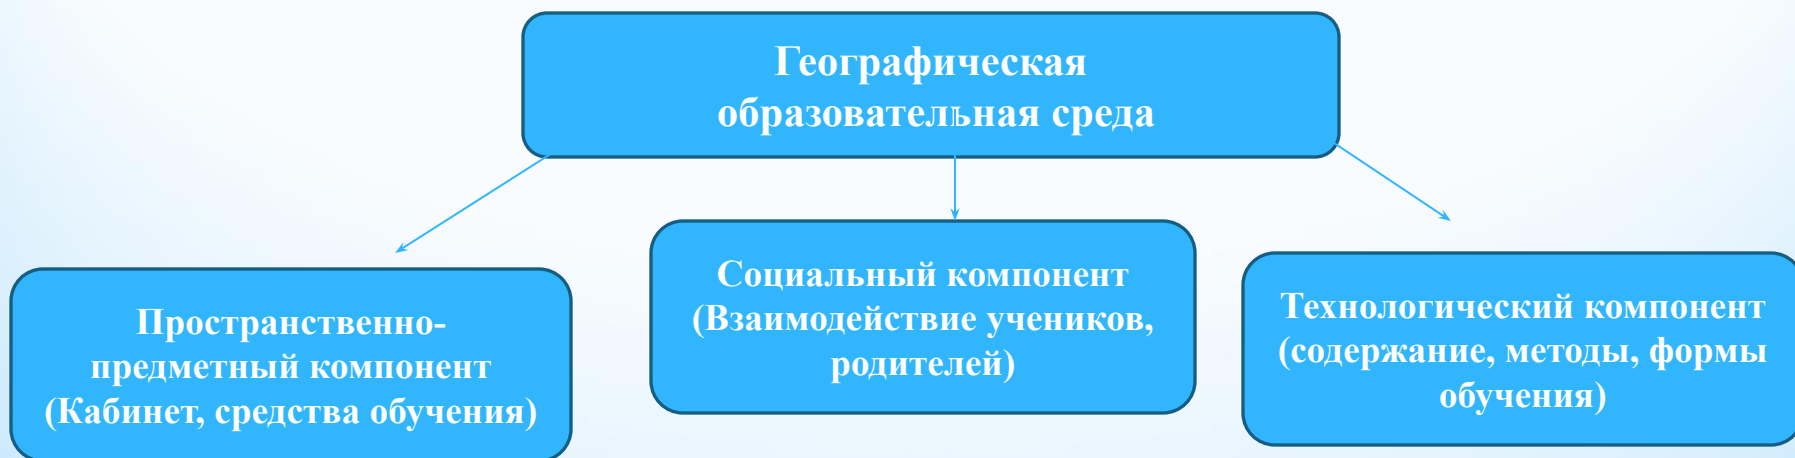 Географическая
образовательная среда
Пространственно-
предметный компонент
(Кабинет, средства обучения)
Социальный компонент
(Взаимодействие учеников,
родителей)
Технологический компонент
(содержание, методы, формы
обучения)